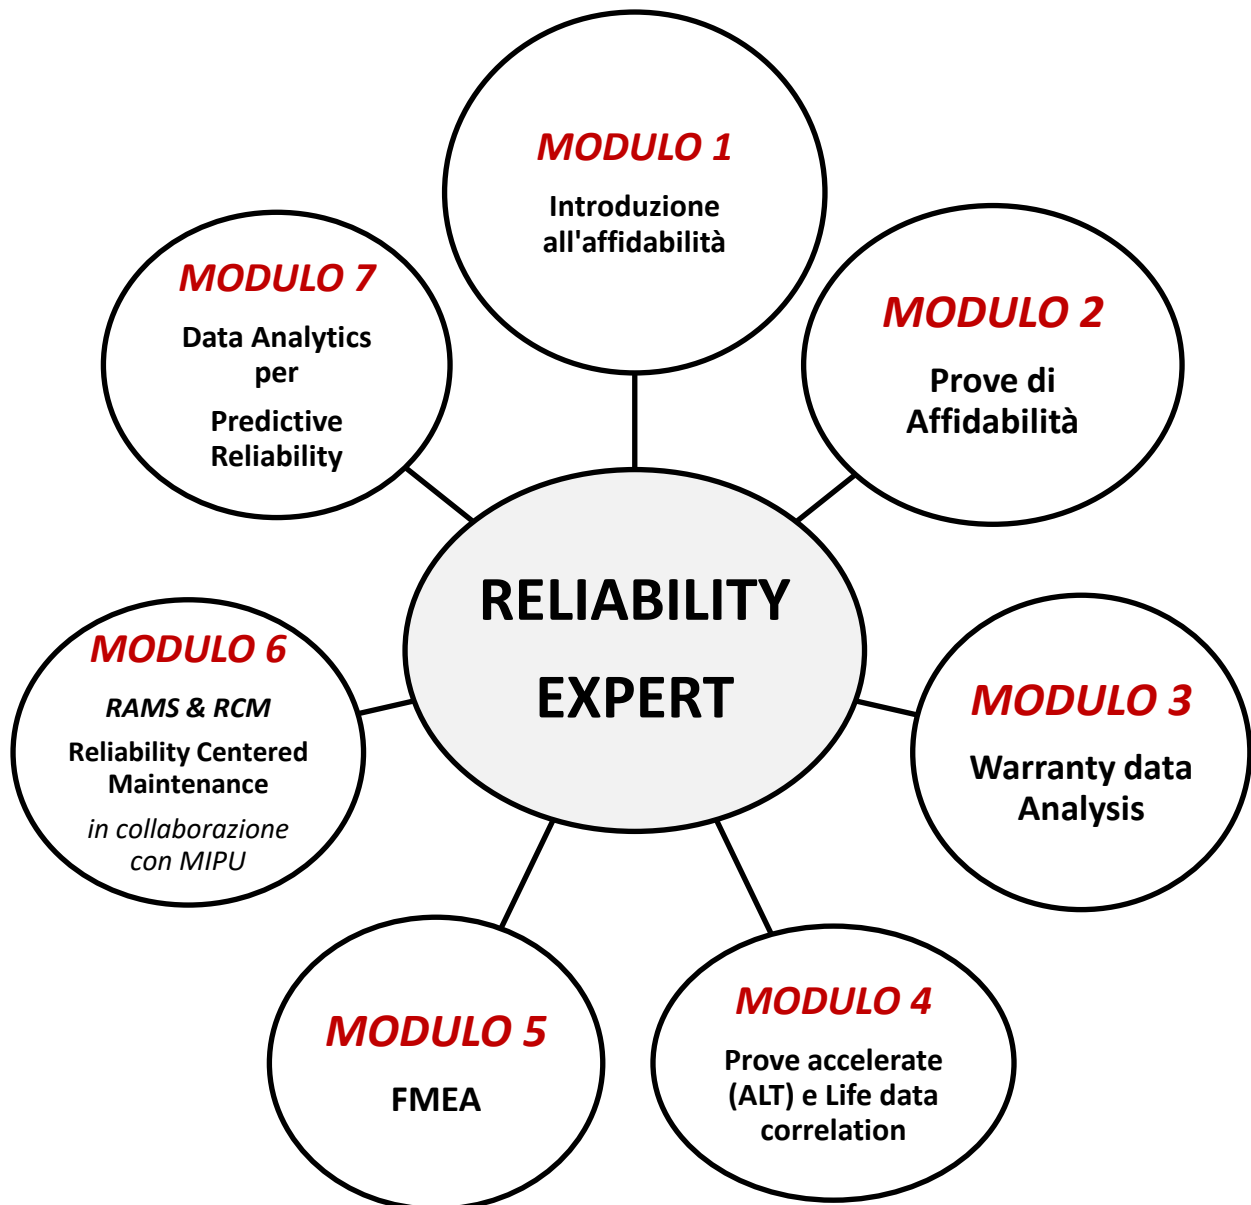 MODULO 1
Introduzione
all'affidabilità
MODULO 2
Prove di
Affidabilità
MODULO 3
Warranty data
Analysis
MODULO 4
Prove accelerate
(ALT) e Life data
correlation
MODULO 5
FMEA
MODULO 6
RAMS & RCM
Reliability Centered
Maintenance
in collaborazione
con MIPU
MODULO 7
Data Analytics
per
Predictive
Reliability
RELIABILITY
EXPERT